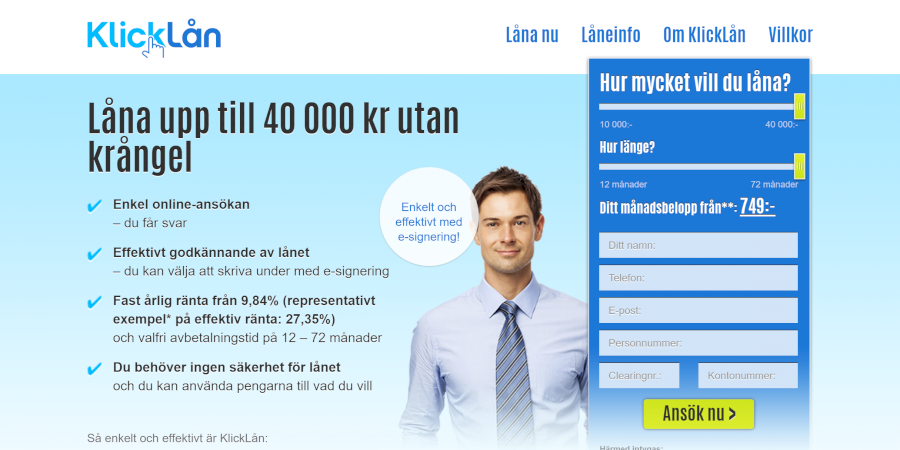 KlickLån
Låna nu
Låneinfo
Om KlickLån
Villkor
Låna upp till 40 000 kr utan
krångel
Enkel online-ansökan
– du får svar
Effektivt godkännande av lånet
– du kan välja att skriva under med e-signering
Fast årlig ränta från 9,84% (representativt
exempel* på effektiv ränta: 27,35%)
och valfri avbetalningstid på 12 – 72 månader
Du behöver ingen säkerhet för lånet
och du kan använda pengarna till vad du vill
Så enkelt och effektivt är KlickLån:
Enkelt och
effektivt med
e-signering!
Hur mycket vill du låna?
10 000:-
40 000:-
Hur länge?
12 månader
72 månader
Ditt månadsbelopp från**: 749:-
Ditt namn:
Telefon:
E-post:
Personnummer:
Clearingnr.:
Kontonummer:
Ansök nu >
Härmed intygas: